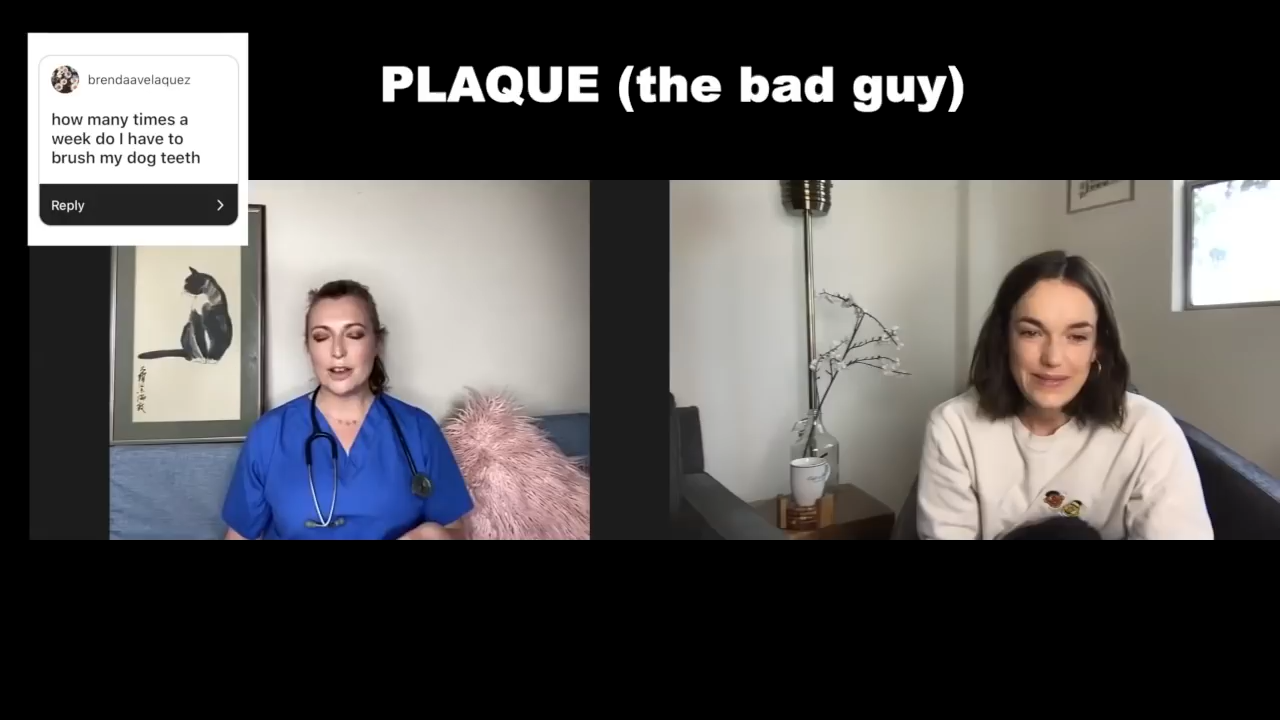 brendaavelaquez
PLAQUE (the bad guy)
how many times a
week do I have to
brush my dog teeth
Reply